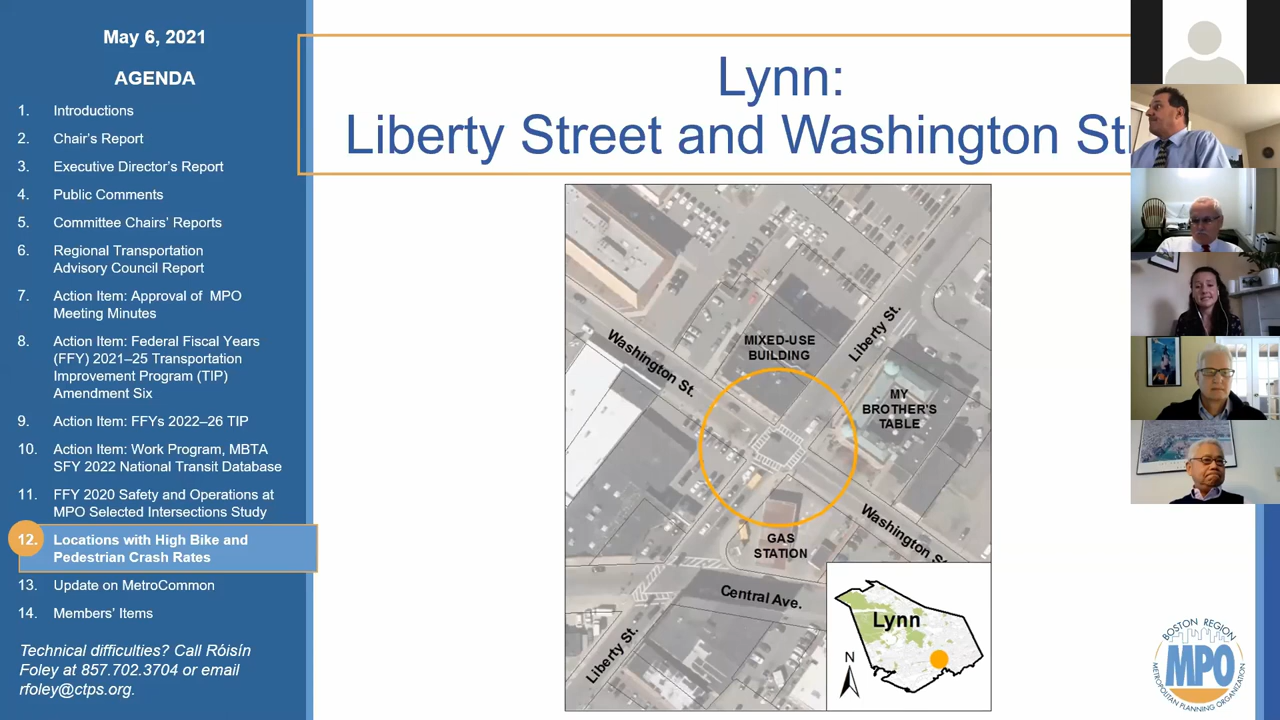 May 6, 2021
AGENDA
1. Introductions
2. Chair's Report
3. Executive Director's Report
4. Public Comments
5. Committee Chairs' Reports
6. Regional Transportation
Advisory Council Report
7. Action Item: Approval of MPO
Meeting Minutes
8. Action Item: Federal Fiscal Years
(FFY) 2021–25 Transportation
Improvement Program (TIP)
Amendment Six
9. Action Item: FFYs 2022–26 TIP
10. Action Item: Work Program, MBTA
SFY 2022 National Transit Database
11. FFY 2020 Safety and Operations at
MPO Selected Intersections Study
12. Locations with High Bike and
Pedestrian Crash Rates
13. Update on MetroCommon
14. Members' Items
Technical difficulties? Call Róisín
Foley at 857.702.3704 or email
rfoley@ctps.org.
Lynn:
Liberty Street and Washington Str
Washington St.
MIXED-USE
BUILDING
Liberty St.
MY
BROTHER'S
TABLE
GAS
STATION
Washington St
Central Ave.
Liberty St.
Lynn
N
BOSTON REGION
MPO
METROPOLITAN PLANNING ORGANIZATION